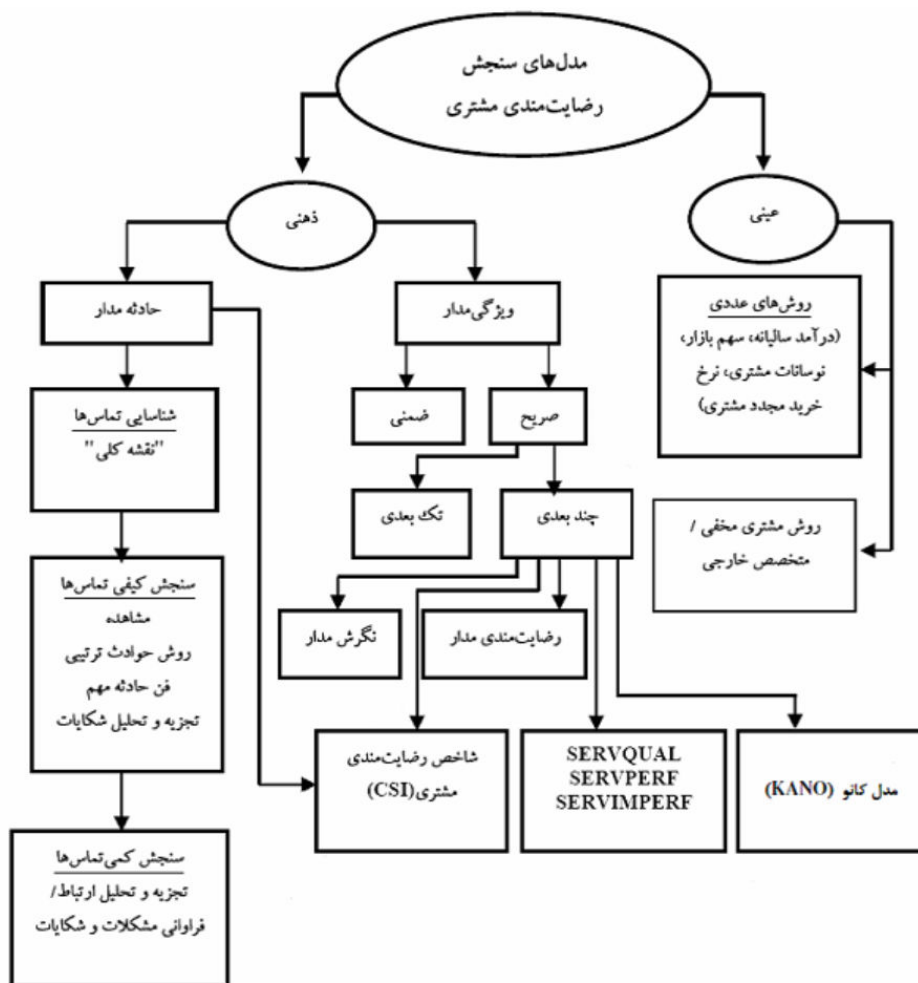 مدل‌های سنجش
رضایت‌مندی مشتری
عینی
ذهنی
روش‌های عددی
(درآمد سالیانه، سهم بازار،
نوسانات مشتری، نرخ
خرید مجدد مشتری)
ویژگی‌مدار
حادثه مدار
صریح
ضمنی
شناسایی تماس‌ها
"نقشه کلی"
روش مشتری مخفی /
متخصص خارجی
چند بعدی
تک بعدی
سنجش کیفی تماس‌ها
مشاهده
روش حوادث ترتیبی
فن حادثه مهم
تجزیه و تحلیل شکایات
رضایت‌مندی مدار
نگرش مدار
مدل کانو (KANO)
SERVQUAL
SERVPERF
SERVIMPERF
شاخص رضایت‌مندی
مشتری(CSI)
سنجش کمی‌تماس‌ها
تجزیه و تحلیل ارتباط/
فراوانی مشکلات و شکایات